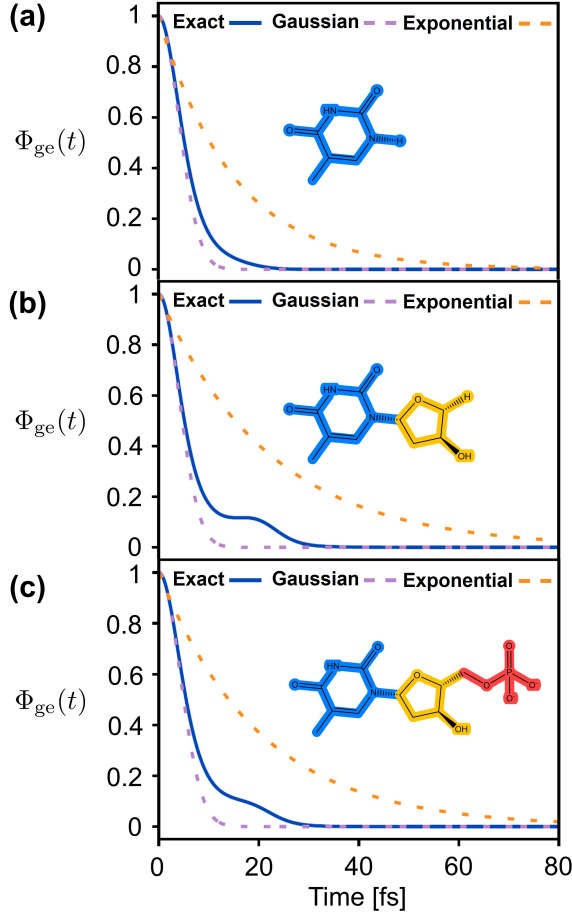 (a)
1
Exact Gaussian Exponential
0.8
0.6
Φge(t)
0.4
0.2
0
O
HN
O
N H
(b)
1
Exact Gaussian Exponential
0.8
0.6
Φge(t)
0.4
0.2
0
O
HN
O
N
O
H
OH
(c)
1
Exact Gaussian Exponential
0.8
0.6
Φge(t)
0.4
0.2
0
O
HN
O
N
O
OH
O
O
P
O
O
0 20 40 60 80
Time [fs]